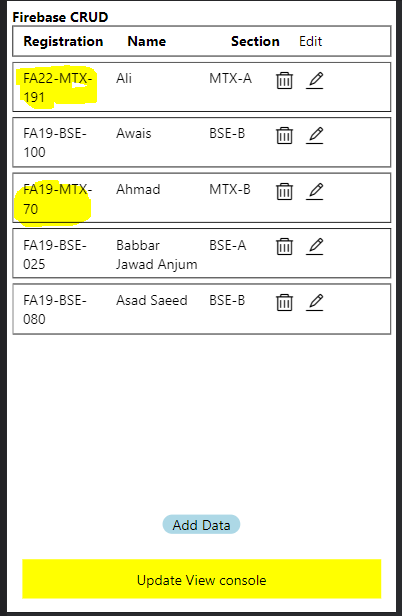 Firebase CRUD
Registration Name Section Edit
FA22-MTX- Ali MTX-A
191
FA19-BSE- Awais BSE-B
100
FA19-MTX- Ahmad MTX-B
70
FA19-BSE- Babbar BSE-A
025 Jawad Anjum
FA19-BSE- Asad Saeed BSE-B
080
Add Data
Update View console